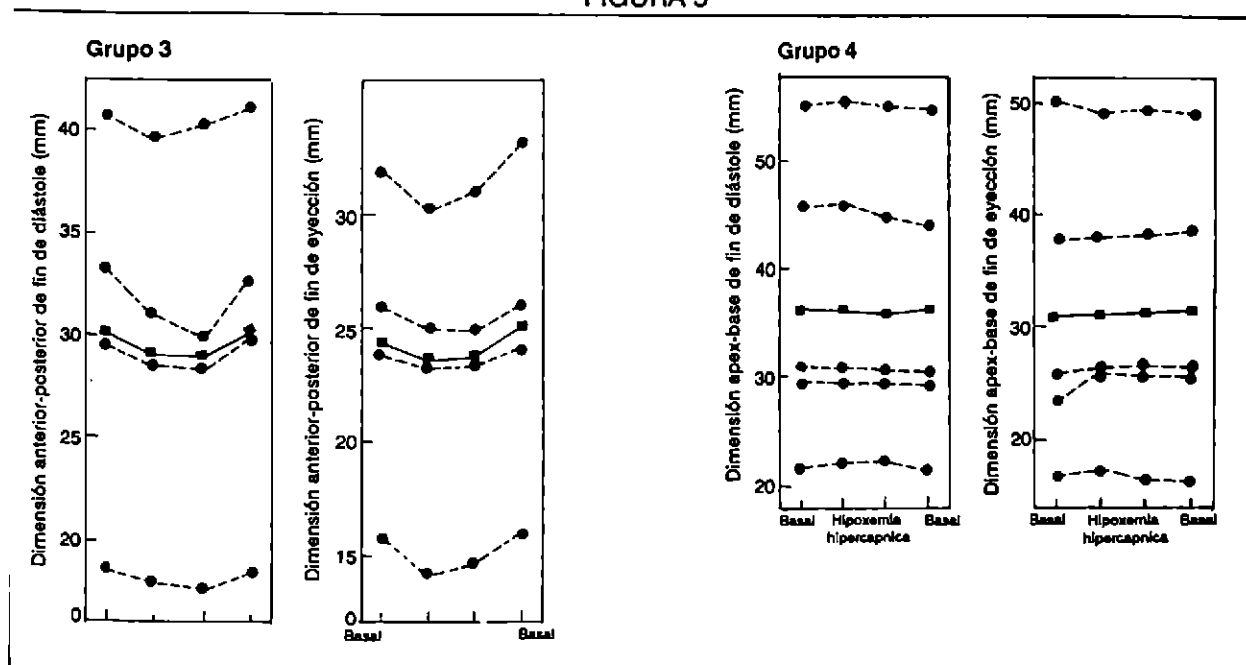 FIGURA 5
Grupo 3
Dimensión anterior-posterior de fin de diástole (mm)
40
35
30
25
20
0
Dimensión anterior-posterior de fin de eyección (mm)
30
25
20
15
0
Basal Basal
Grupo 4
Dimensión apex-base de fin de diástole (mm)
50
40
30
20
Basal Hipoxemia Basal
hipercapnica
Dimensión apex-base de fin de eyección (mm)
50
40
30
20
Basal Hipoxemia Basal
hipercapnica